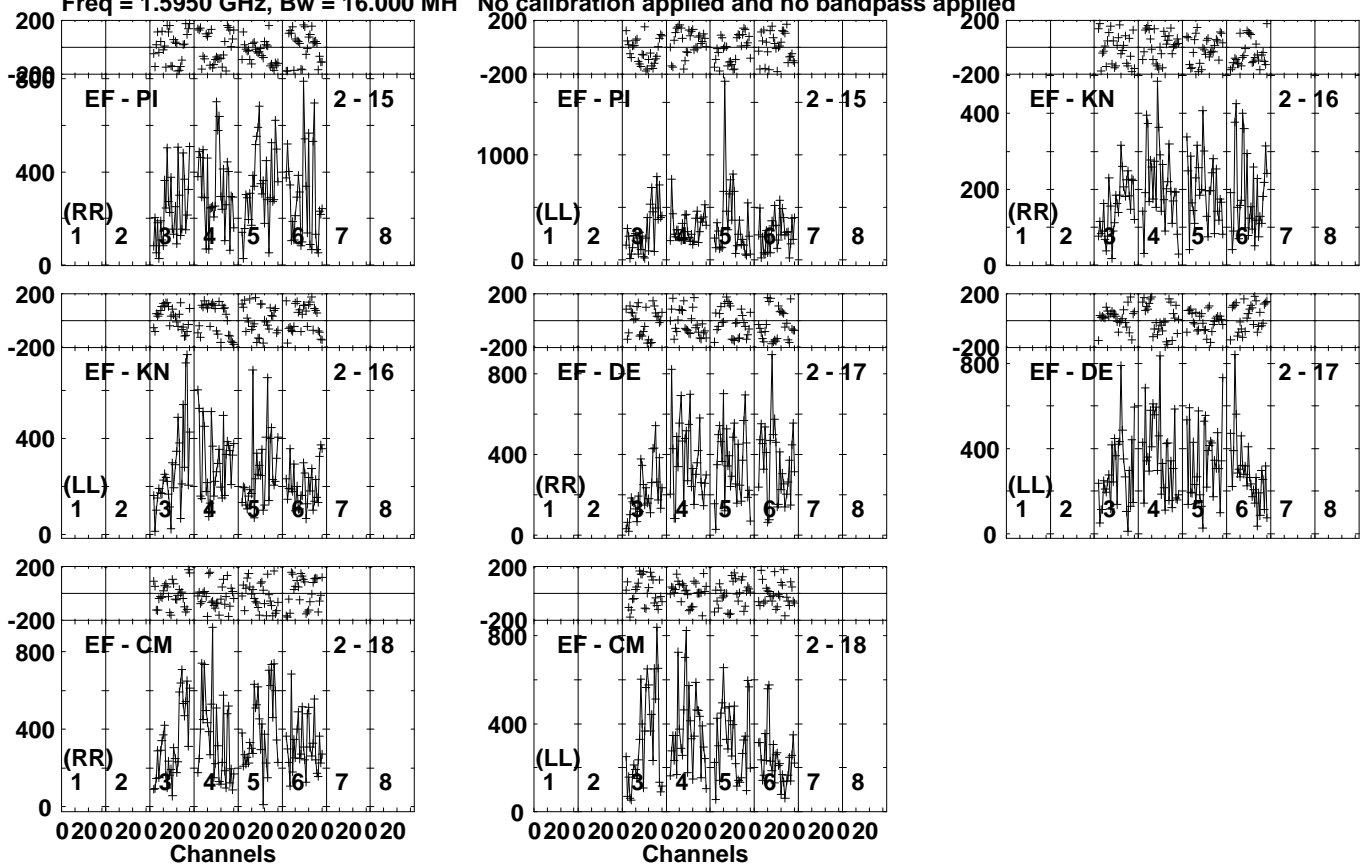 Freq = 1.5950 GHz, Bw = 16.000 MH No calibration applied and no bandpass applied
200
-200
800
400
0
EF - PI 2 - 15
(RR)
1 2 3 4 5 6 7 8
200
-200
1000
0
EF - PI 2 - 15
(LL)
1 2 3 4 5 6 7 8
200
-200
400
200
0
EF - KN 2 - 16
(RR)
1 2 3 4 5 6 7 8
200
-200
400
0
EF - KN 2 - 16
(LL)
1 2 3 4 5 6 7 8
200
-200
800
400
0
EF - DE 2 - 17
(RR)
1 2 3 4 5 6 7 8
200
-200
800
400
0
EF - DE 2 - 17
(LL)
1 2 3 4 5 6 7 8
200
-200
800
400
0
EF - CM 2 - 18
(RR)
1 2 3 4 5 6 7 8
0 20 0 20 0 20 0 20 0 20 0 20 0 20 0 20
Channels
200
-200
800
400
0
EF - CM 2 - 18
(LL)
1 2 3 4 5 6 7 8
0 20 0 20 0 20 0 20 0 20 0 20 0 20 0 20
Channels